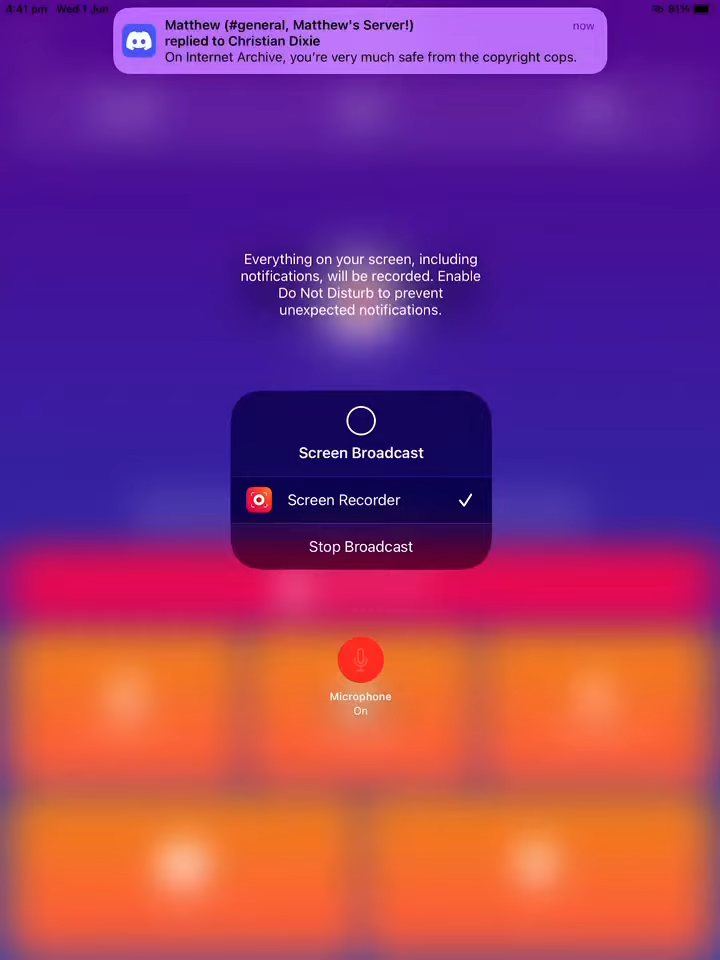 4:41 pm Wed 1 Jun 81%
Matthew (#general, Matthew's Server!) now
replied to Christian Dixie
On Internet Archive, you're very much safe from the copyright cops.
Everything on your screen, including
notifications, will be recorded. Enable
Do Not Disturb to prevent
unexpected notifications.
Screen Broadcast
Screen Recorder
Stop Broadcast
Microphone
On